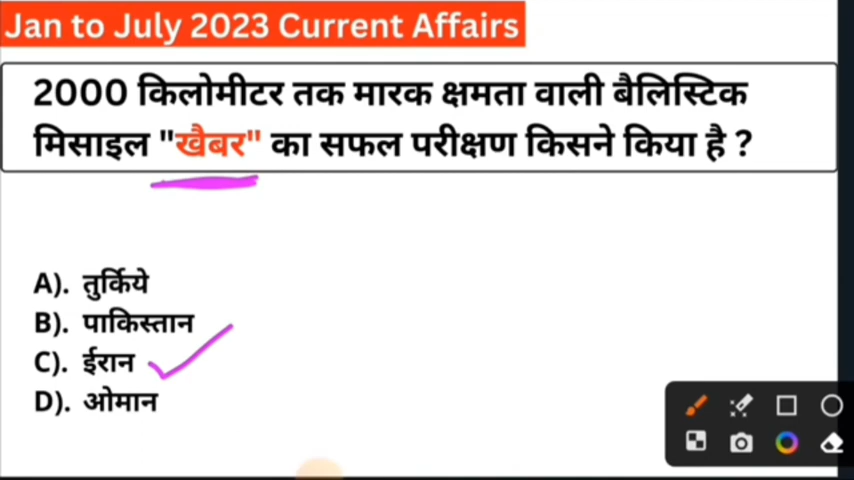 Jan to July 2023 Current Affairs
2000 किलोमीटर तक मारक क्षमता वाली बैलिस्टिक
मिसाइल "खैबर" का सफल परीक्षण किसने किया है ?
A). तुर्किये
B). पाकिस्तान
C). ईरान
D). ओमान